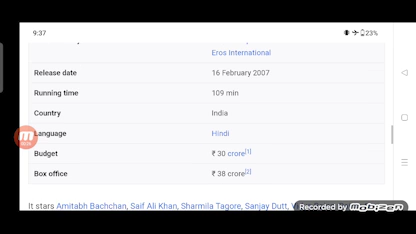 9:37
23%
Eros International
Release date 16 February 2007
Running time 109 min
Country India
Language Hindi
Budget ₹ 30 crore[1]
Box office ₹ 38 crore[2]
It stars Amitabh Bachchan, Saif Ali Khan, Sharmila Tagore, Sanjay Dutt,
Recorded by Mobizen